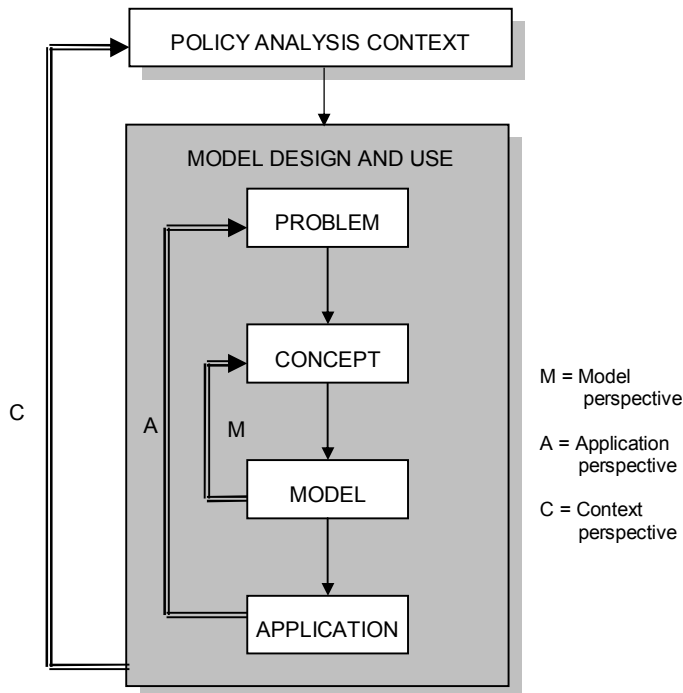 POLICY ANALYSIS CONTEXT
MODEL DESIGN AND USE
PROBLEM
CONCEPT
MODEL
APPLICATION
C
A
M
M = Model
perspective
A = Application
perspective
C = Context
perspective